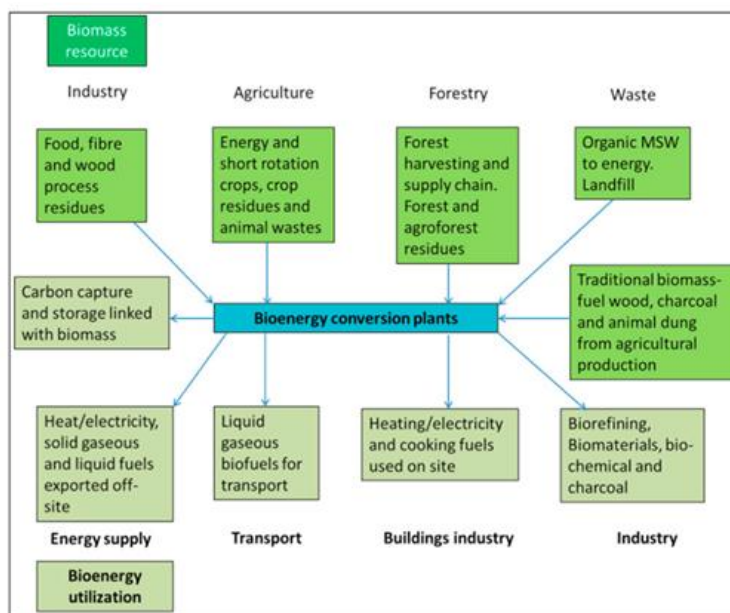 Biomass
resource
Industry
Agriculture
Forestry
Waste
Food, fibre
and wood
process
residues
Energy and
short rotation
crops, crop
residues and
animal wastes
Forest
harvesting and
supply chain.
Forest and
agroforest
residues
Organic MSW
to energy.
Landfill
Carbon capture
and storage linked
with biomass
Bioenergy conversion plants
Traditional biomass-
fuel wood, charcoal
and animal dung
from agricultural
production
Heat/electricity,
solid gaseous
and liquid fuels
exported off-
site
Liquid
gaseous
biofuels for
transport
Heating/electricity
and cooking fuels
used on site
Biorefining,
Biomaterials, bio-
chemical and
charcoal
Energy supply
Transport
Buildings industry
Industry
Bioenergy
utilization